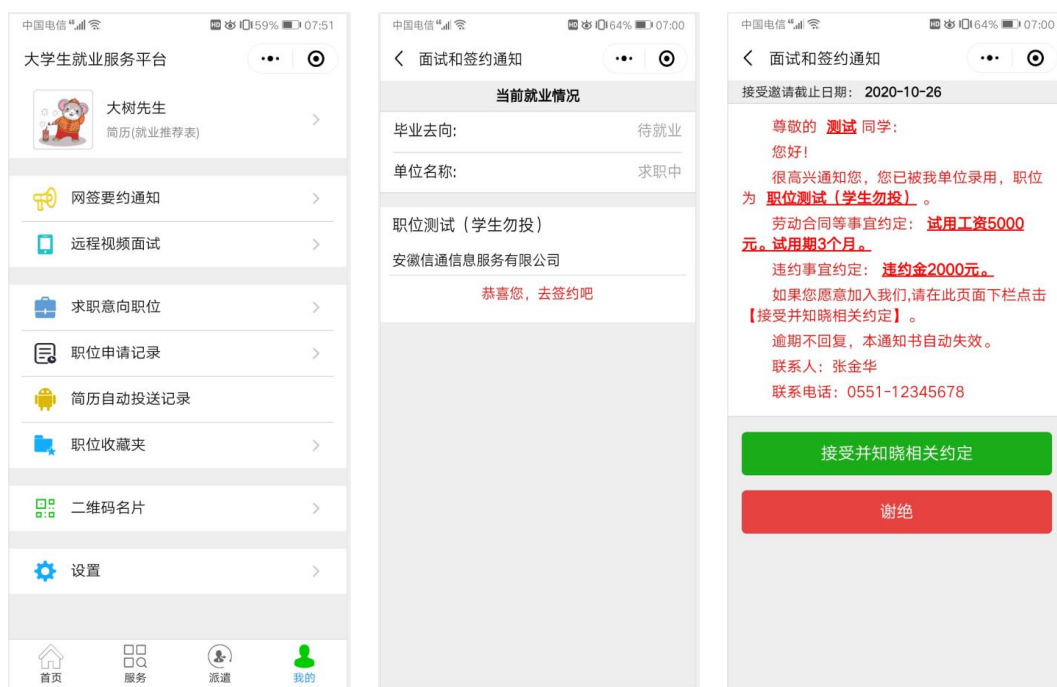 中国电信 4G HD 59% 07:51
大学生就业服务平台
大树先生
简历(就业推荐表)
网签要约通知
远程视频面试
求职意向职位
职位申请记录
简历自动投送记录
职位收藏夹
二维码名片
设置
首页 服务 派遣 我的
中国电信 4G HD 64% 07:00
面试和签约通知
当前就业情况
毕业去向: 待就业
单位名称: 求职中
职位测试（学生勿投）
安徽信通信息服务有限公司
恭喜您，去签约吧
中国电信 4G HD 64% 07:00
面试和签约通知
接受邀请截止日期： 2020-10-26
尊敬的 测试 同学：
您好！
很高兴通知您，您已被我单位录用，职位
为 职位测试（学生勿投） 。
劳动合同等事宜约定： 试用工资5000
元。试用期3个月。
违约事宜约定： 违约金2000元。
如果您愿意加入我们,请在此页面下栏点击
【接受并知晓相关约定】。
逾期不回复，本通知书自动失效。
联系人：张金华
联系电话：0551-12345678
接受并知晓相关约定
谢绝